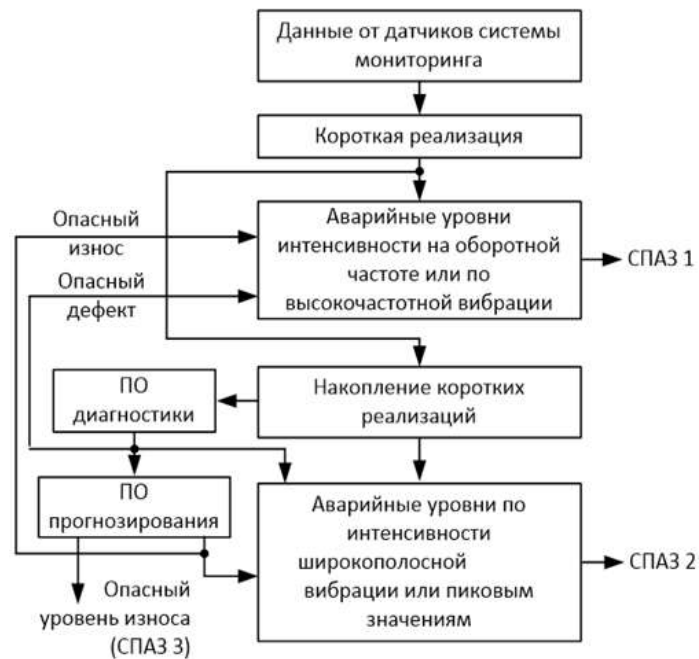 Данные от датчиков системы
мониторинга
Короткая реализация
Опасный
износ
Аварийные уровни
интенсивности на оборотной
частоте или по
высокочастотной вибрации
СПАЗ 1
Опасный
дефект
ПО
диагностики
Накопление коротких
реализаций
ПО
прогнозирования
Аварийные уровни по
интенсивности
широкополосной
вибрации или пиковым
значениям
СПАЗ 2
Опасный
уровень износа
(СПАЗ 3)